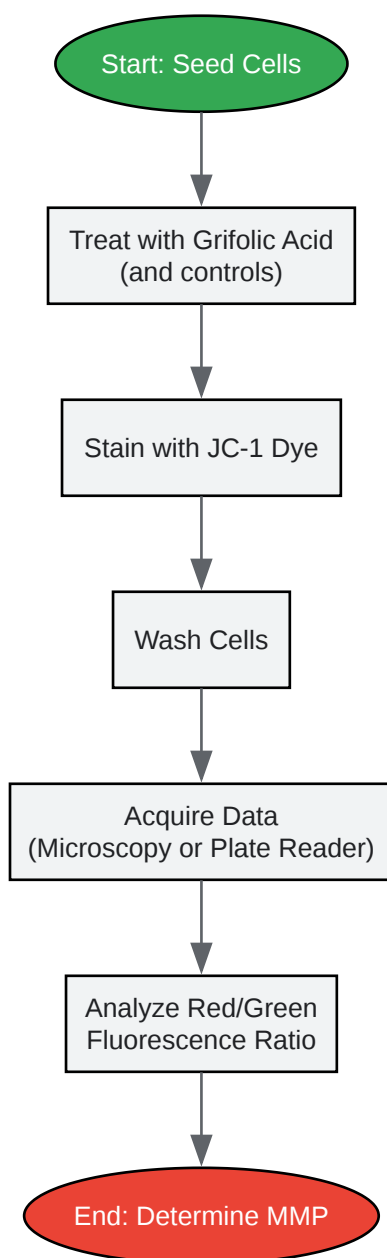 Start: Seed Cells
Treat with Grifolic Acid
(and controls)
Stain with JC-1 Dye
Wash Cells
Acquire Data
(Microscopy or Plate Reader)
Analyze Red/Green
Fluorescence Ratio
End: Determine MMP